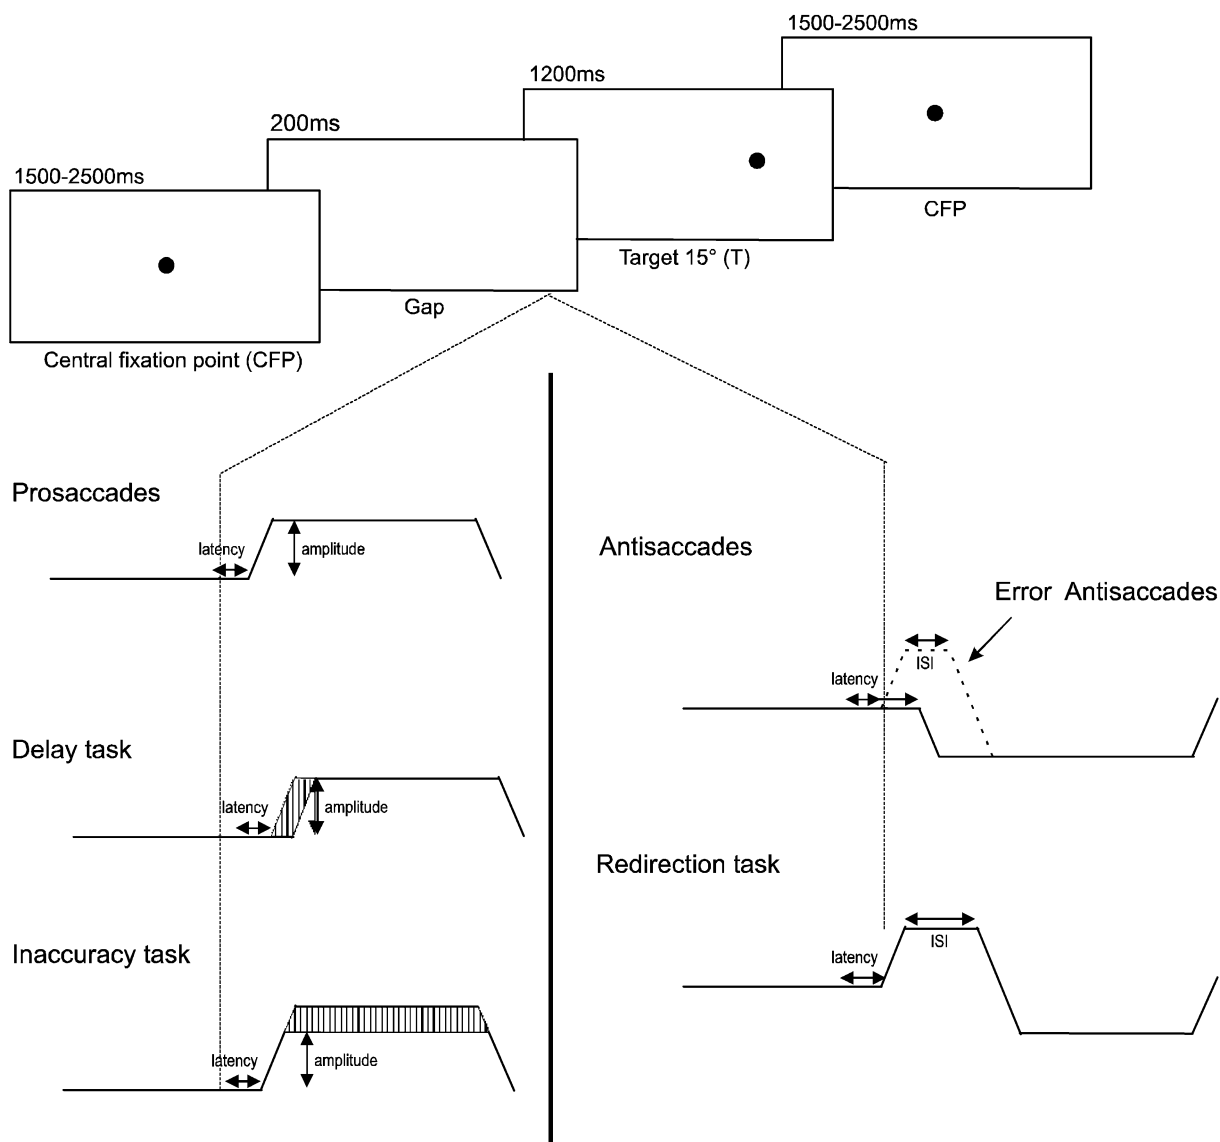 1500-2500ms
1200ms
200ms
1500-2500ms
CFP
Target 15° (T)
Gap
Central fixation point (CFP)
Prosaccades
latency
amplitude
Delay task
latency
amplitude
Inaccuracy task
latency
amplitude
Antisaccades
Error Antisaccades
ISI
latency
Redirection task
ISI
latency